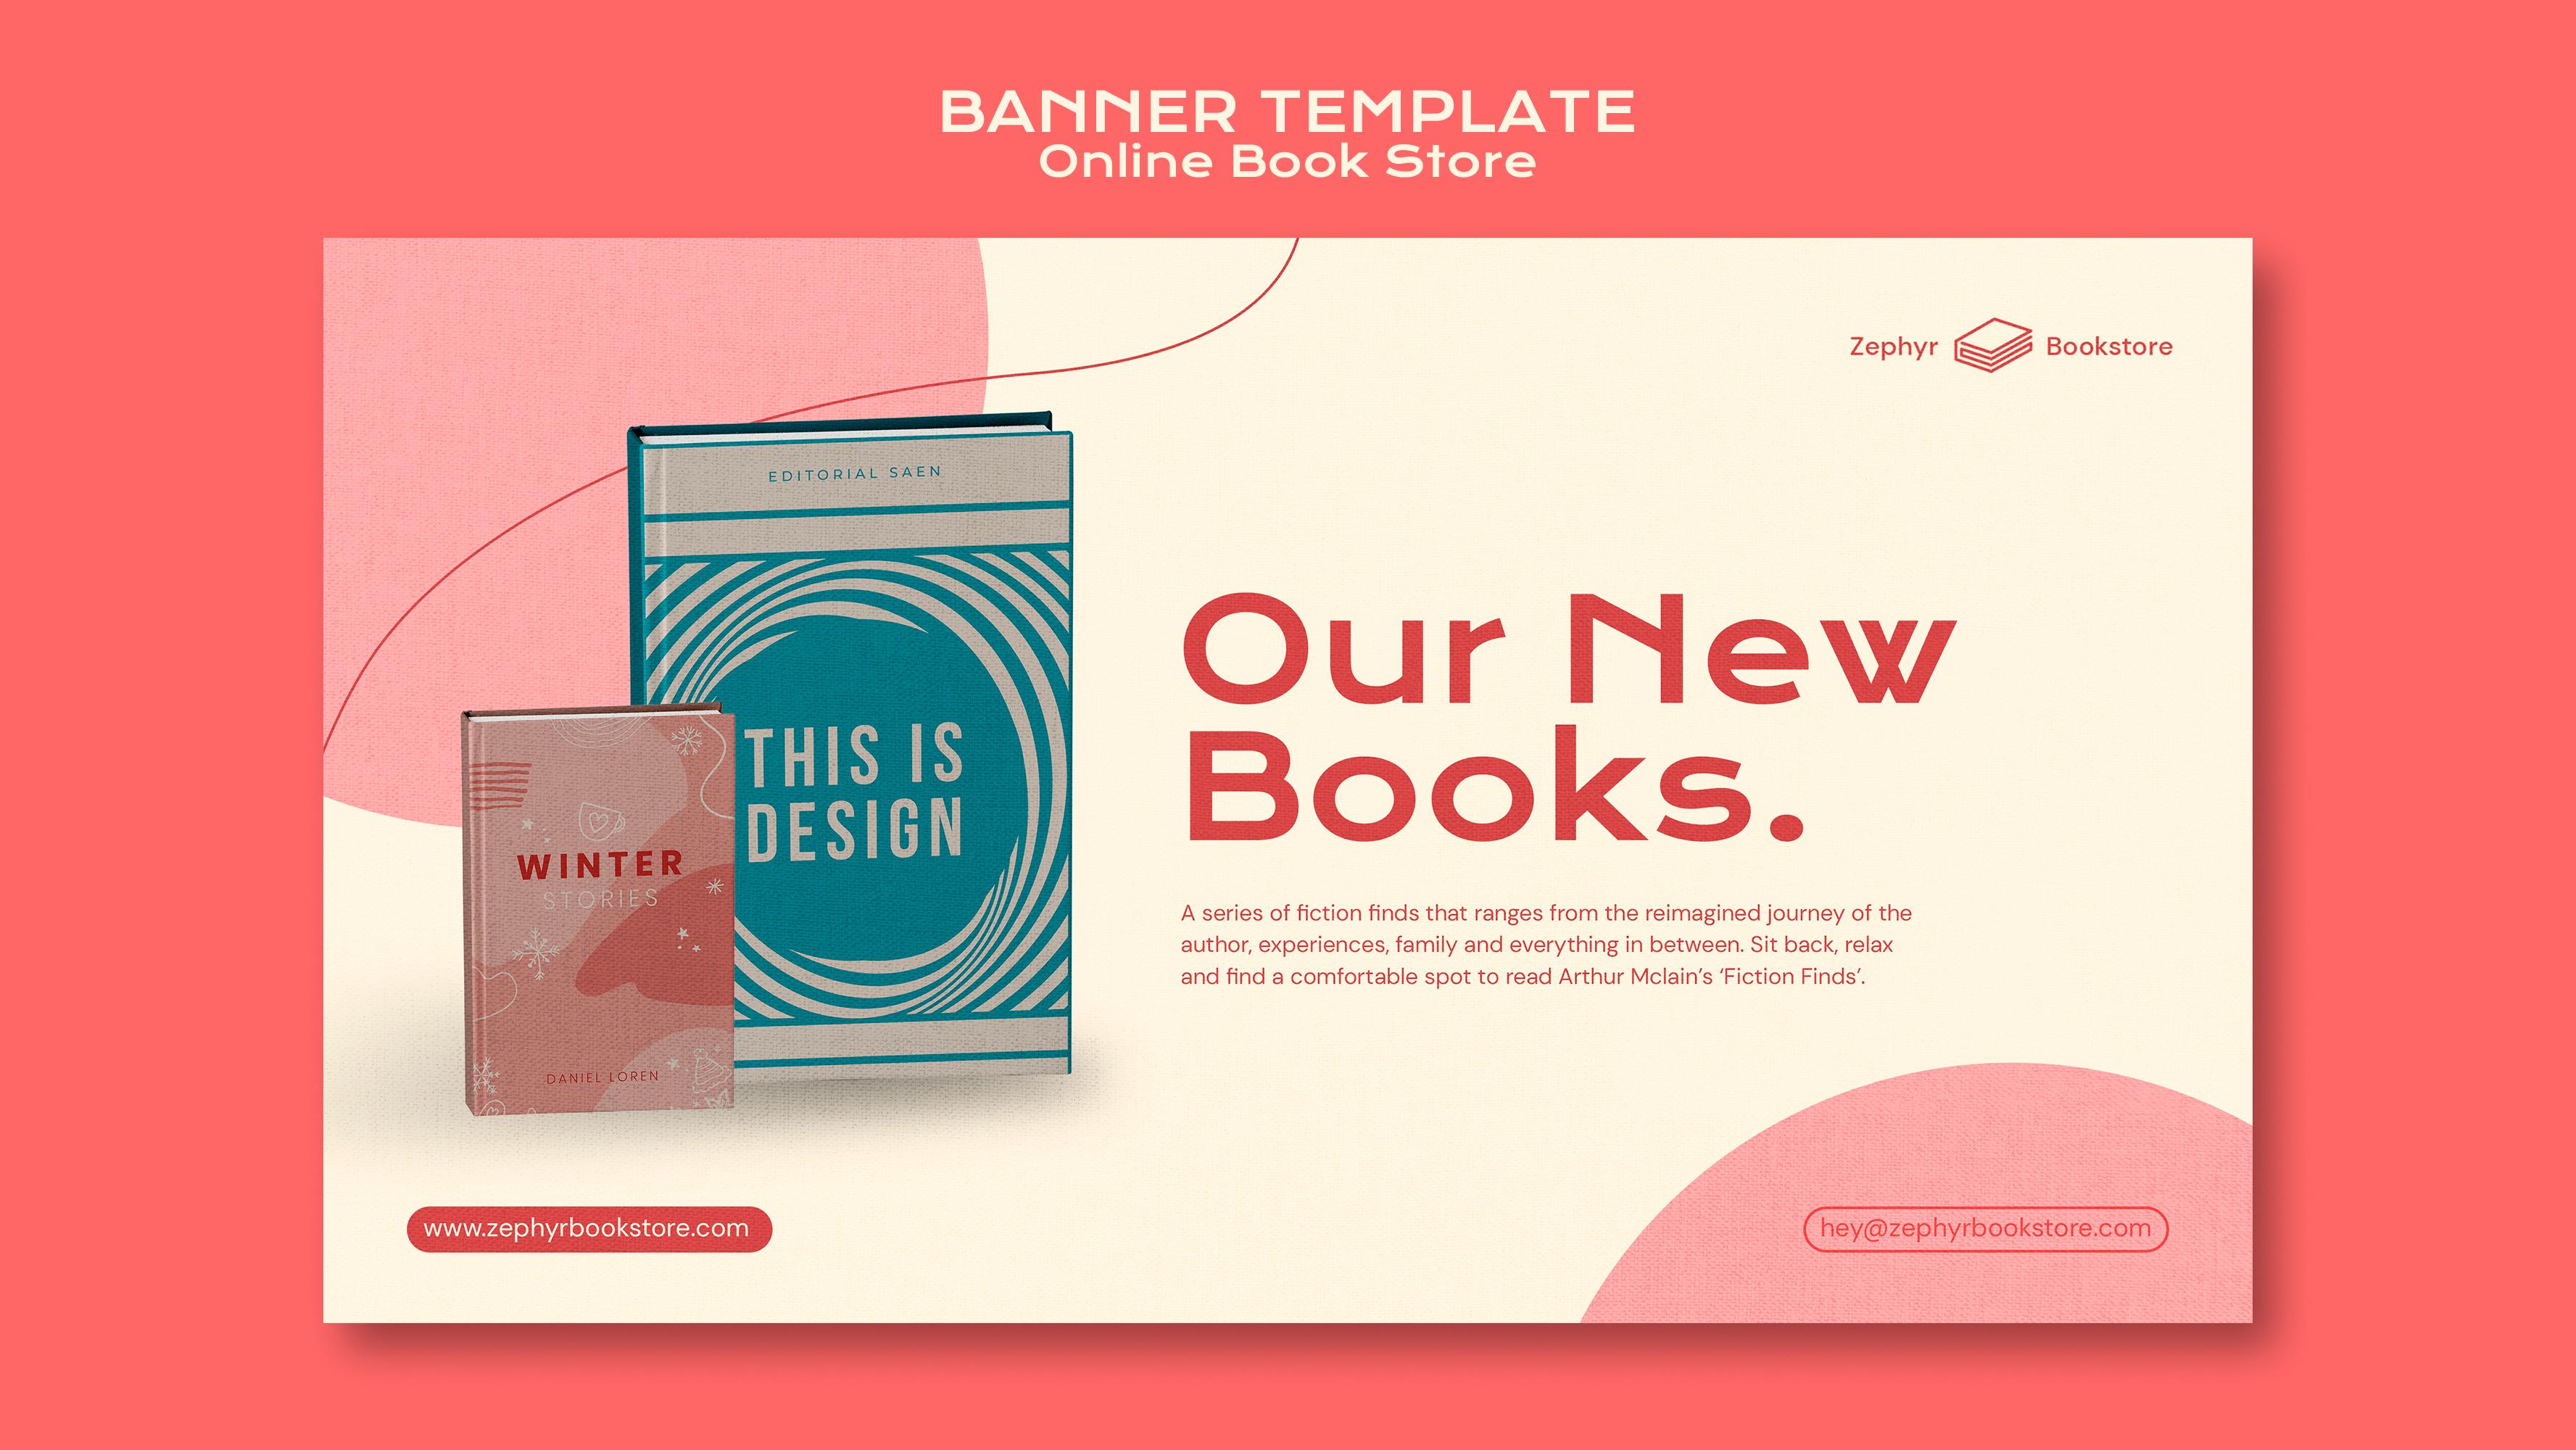 BANNER TEMPLATE
Online Book Store
Zephyr Bookstore
EDITORIAL SAEN
THIS IS
DESIGN
WINTER
STORIES
DANIEL LOREN
Our New
Books.
A series of fiction finds that ranges from the reimagined journey of the
author, experiences, family and everything in between. Sit back, relax
and find a comfortable spot to read Arthur Mclain’s ‘Fiction Finds’.
www.zephyrbookstore.com
hey@zephyrbookstore.com